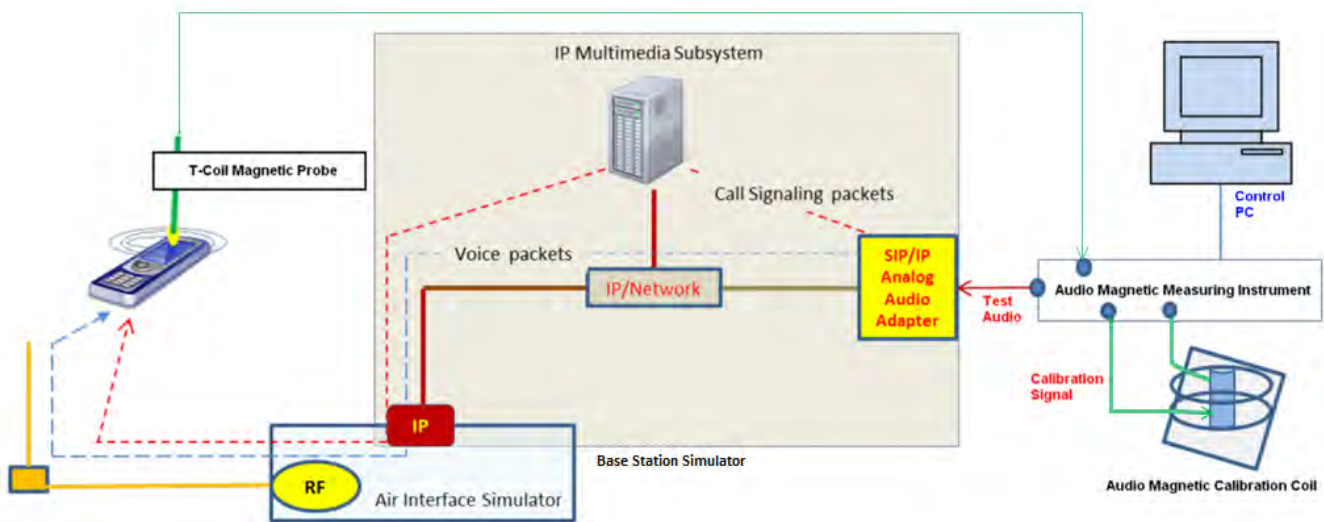 IP Multimedia Subsystem
T-Coil Magnetic Probe
Call Signaling packets
Control
PC
Voice packets
SIP/IP
Analog
Audio
Adapter
IP/Network
Test
Audio
Audio Magnetic Measuring Instrument
Calibration
Signal
IP
Base Station Simulator
RF
Air Interface Simulator
Audio Magnetic Calibration Coil